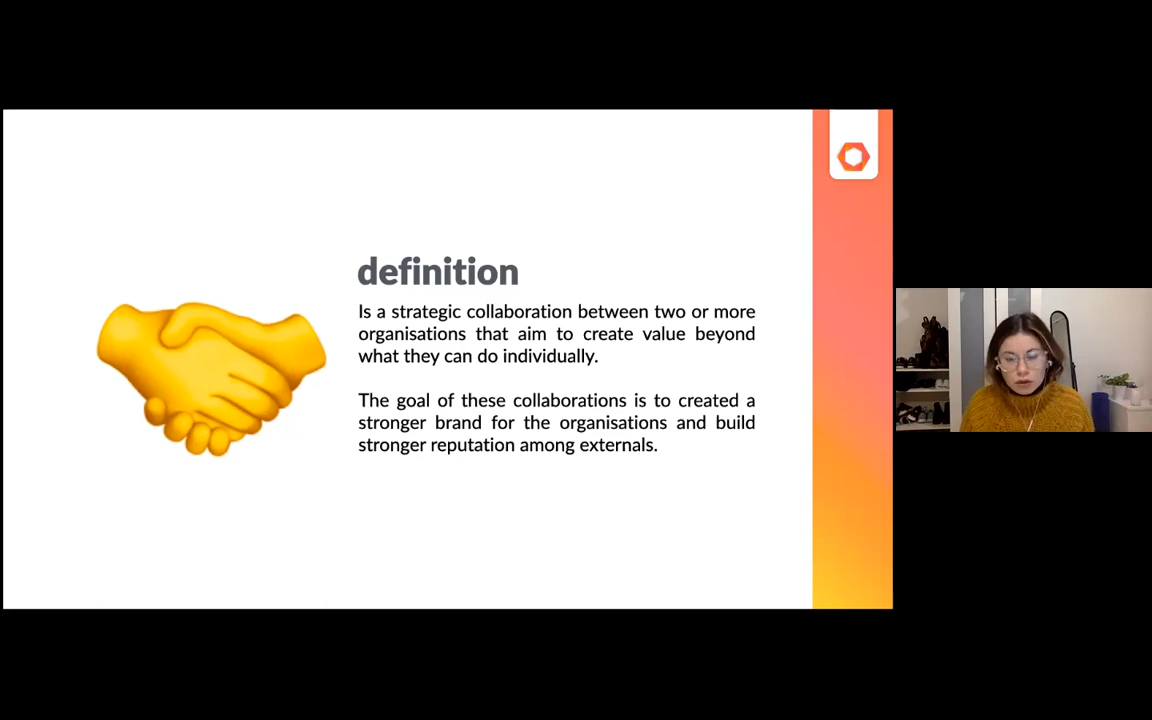 definition
Is a strategic collaboration between two or more
organisations that aim to create value beyond
what they can do individually.
The goal of these collaborations is to created a
stronger brand for the organisations and build
stronger reputation among externals.